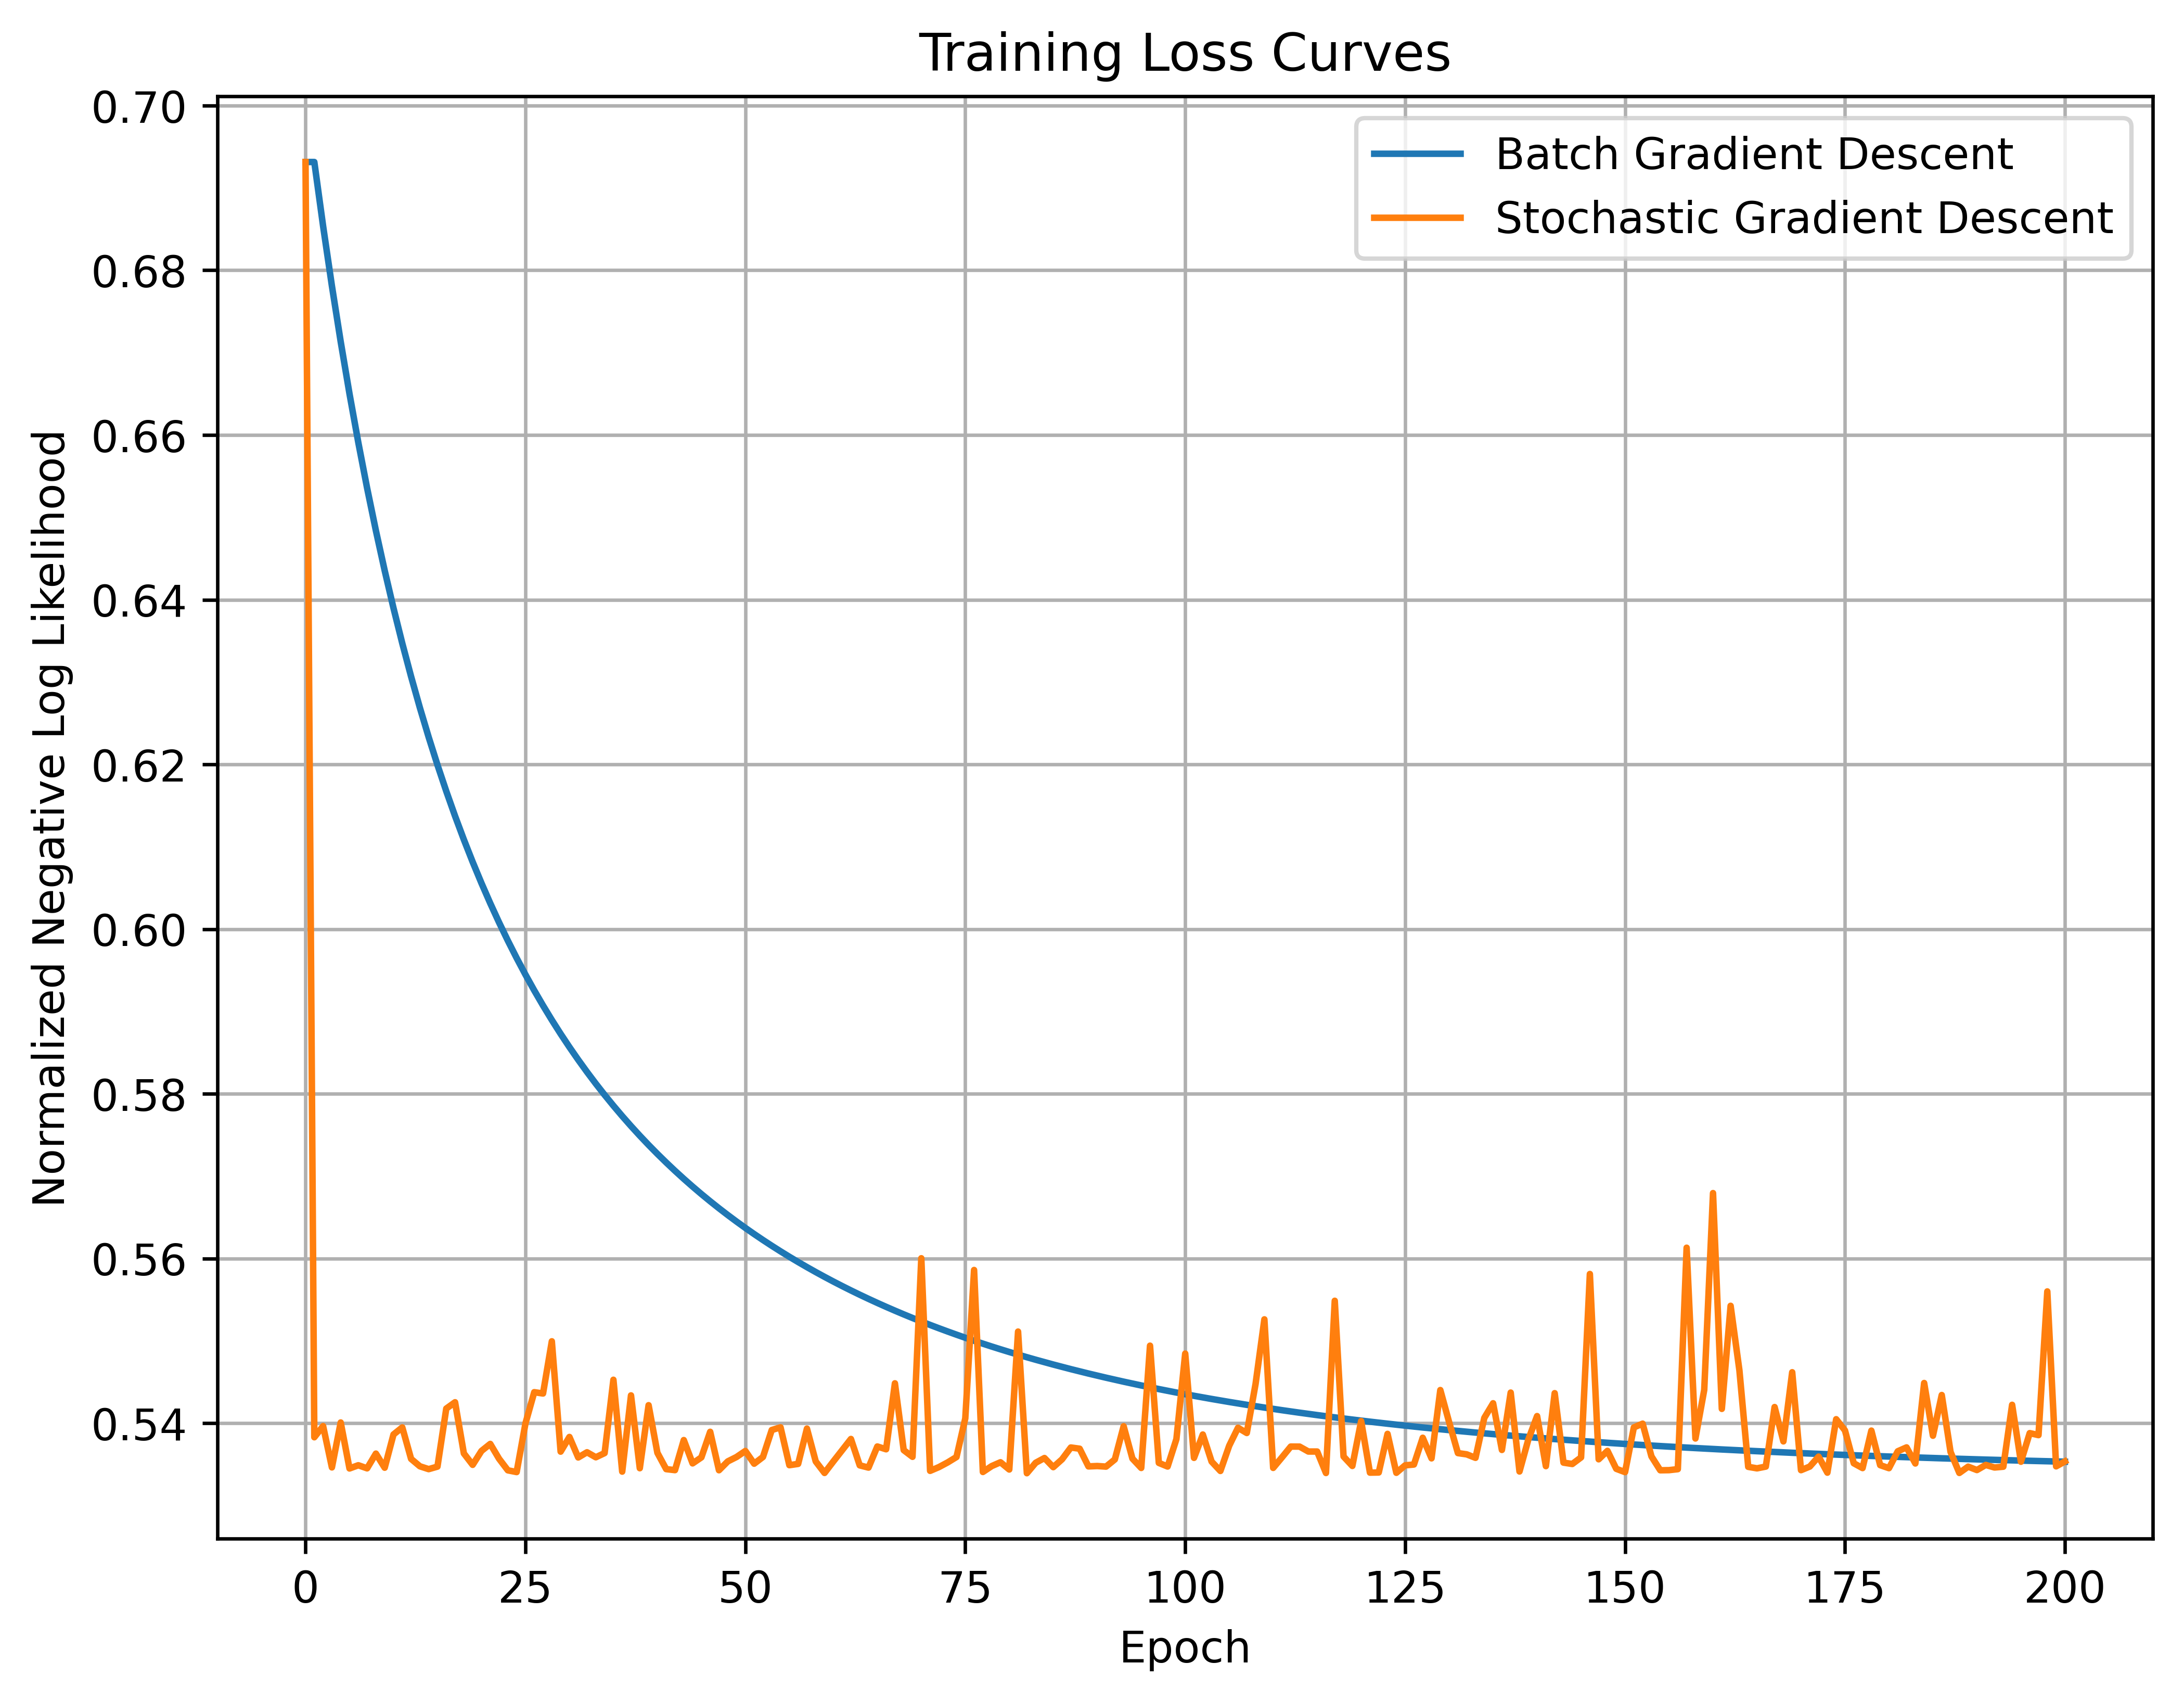 Training Loss Curves
Batch Gradient Descent
Stochastic Gradient Descent
Normalized Negative Log Likelihood
0.70
0.68
0.66
0.64
0.62
0.60
0.58
0.56
0.54
0 25 50 75 100 125 150 175 200
Epoch